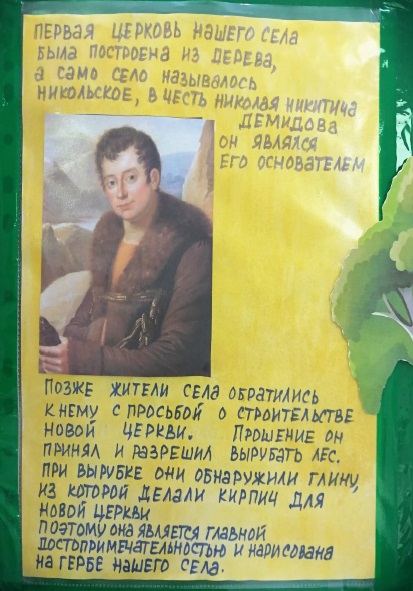 ПЕРВАЯ ЦЕРКОВЬ НАШЕГО СЕЛА
БЫЛА ПОСТРОЕНА ИЗ ДЕРЕВА,
А САМО СЕЛО НАЗЫВАЛОСЬ
НИКОЛЬСКОЕ, В ЧЕСТЬ НИКОЛАЯ НИКИТИЧА
ДЕМИДОВА
ОН ЯВЛЯЛСЯ
ЕГО ОСНОВАТЕЛЕМ
ПОЗЖЕ ЖИТЕЛИ СЕЛА ОБРАТИЛИСЬ
К НЕМУ С ПРОСЬБОЙ О СТРОИТЕЛЬСТВЕ
НОВОЙ ЦЕРКВИ. ПРОШЕНИЕ ОН
ПРИНЯЛ И РАЗРЕШИЛ ВЫРУБАТЬ ЛЕС.
ПРИ ВЫРУБКЕ ОНИ ОБНАРУЖИЛИ ГЛИНУ,
ИЗ КОТОРОЙ ДЕЛАЛИ КИРПИЧ ДЛЯ
НОВОЙ ЦЕРКВИ
ПОЭТОМУ ОНА ЯВЛЯЕТСЯ ГЛАВНОЙ
ДОСТОПРИМЕЧАТЕЛЬНОСТЬЮ И НАРИСОВАНА
НА ГЕРБЕ НАШЕГО СЕЛА.